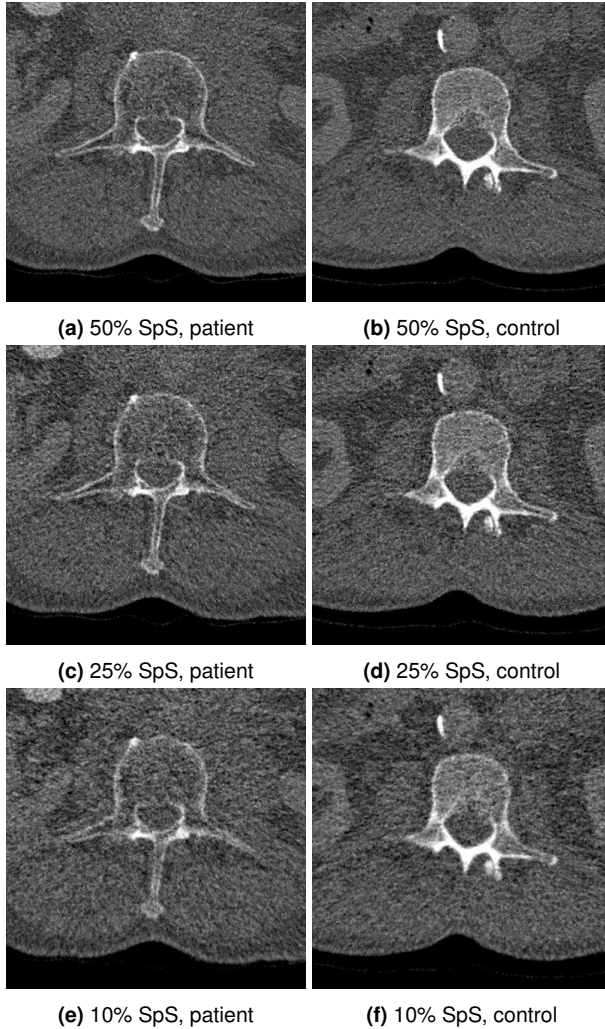 (a) 50% SpS, patient
(b) 50% SpS, control
(c) 25% SpS, patient
(d) 25% SpS, control
(e) 10% SpS, patient
(f) 10% SpS, control